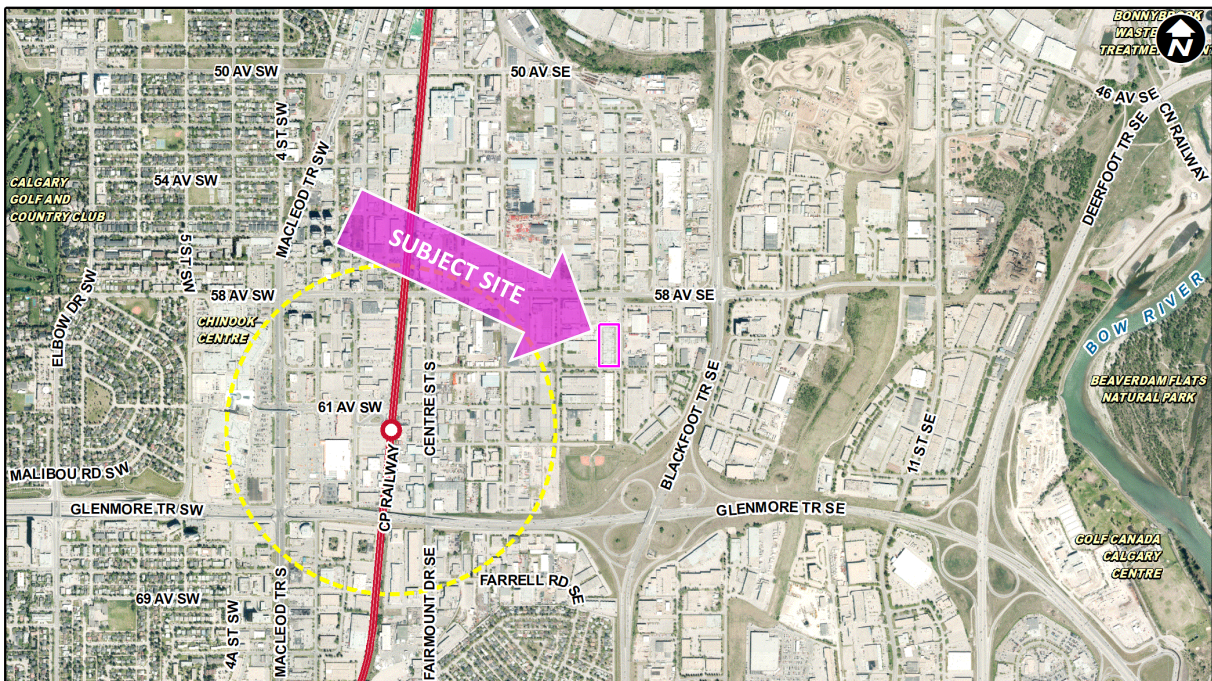 BONNYBROOK
WASTE
TREATMEN
N
50 AV SW
50 AV SE
46 AV SE
CN RAILWAY
4 ST SW
MACLEOD TR SW
DEERFOOT TR SE
CALGARY
GOLF AND
COUNTRY CLUB
54 AV SW
5 ST SW
SUBJECT SITE
ELBOW DR SW
58 AV SW
58 AV SE
BOW RIVER
CHINOOK
CENTRE
BEAVERDAM FLATS
NATURAL PARK
61 AV SW
CENTRE ST S
BLACKFOOT TR SE
11 ST SE
MALIBOU RD SW
CP RAILWAY
GLENMORE TR SW
GLENMORE TR SE
GOLF CANADA
CALGARY
CENTRE
FARRELL RD SE
69 AV SW
4A ST SW
MACLEOD TR S
FAIRMOUNT DR SE